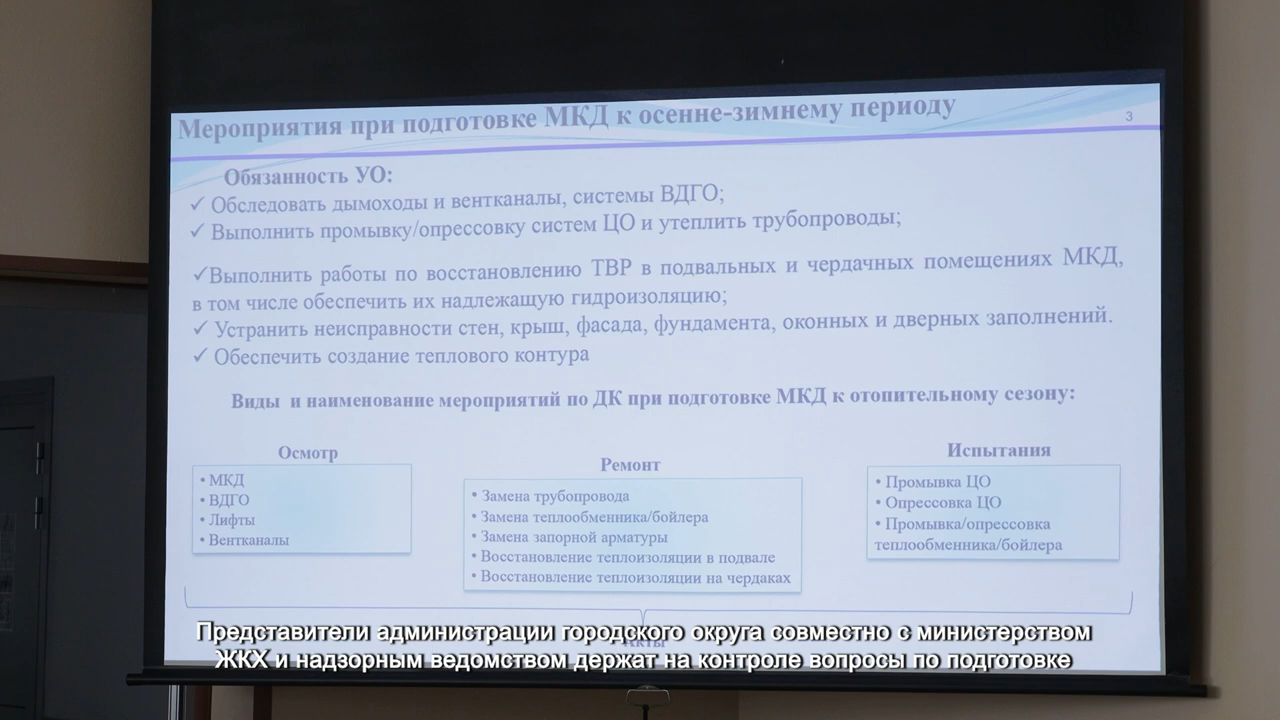 Мероприятия при подготовке МКД к осенне-зимнему периоду
3
Обязанность УО:
✓ Обследовать дымоходы и вентканалы, системы ВДГО;
✓ Выполнить промывку/опрессовку систем ЦО и утеплить трубопроводы;
✓Выполнить работы по восстановлению ТВР в подвальных и чердачных помещениях МКД,
в том числе обеспечить их надлежащую гидроизоляцию;
✓ Устранить неисправности стен, крыш, фасада, фундамента, оконных и дверных заполнений.
✓ Обеспечить создание теплового контура
Виды и наименование мероприятий по ДК при подготовке МКД к отопительному сезону:
Осмотр
• МКД
• ВДГО
• Лифты
• Вентканалы
Ремонт
• Замена трубопровода
• Замена теплообменника/бойлера
• Замена запорной арматуры
• Восстановление теплоизоляции в подвале
• Восстановление теплоизоляции на чердаках
Испытания
• Промывка ЦО
• Опрессовка ЦО
• Промывка/опрессовка
теплообменника/бойлера
Акты
Представители администрации городского округа совместно с министерством
ЖКХ и надзорным ведомством держат на контроле вопросы по подготовке